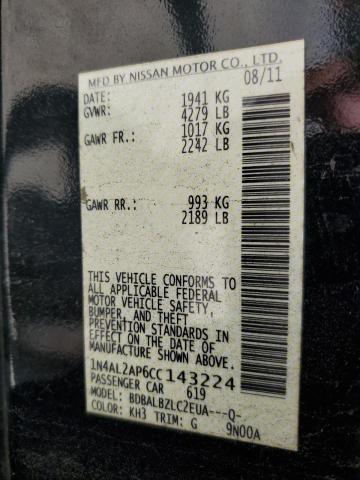 MFD BY NISSAN MOTOR CO., LTD.
08/11
DATE: 1941 KG
GVWR: 4279 LB
GAWR FR: 1017 KG
2242 LB
GAWR RR: 993 KG
2189 LB
THIS VEHICLE CONFORMS TO
ALL APPLICABLE FEDERAL
MOTOR VEHICLE SAFETY,
BUMPER, AND THEFT
PREVENTION STANDARDS IN
EFFECT ON THE DATE OF
MANUFACTURE SHOWN ABOVE.
1N4AL2AP6CC143224
PASSENGER CAR 619
MODEL: BDBALBZLC2EUA---Q-
COLOR: KH3 TRIM: G 9N00A